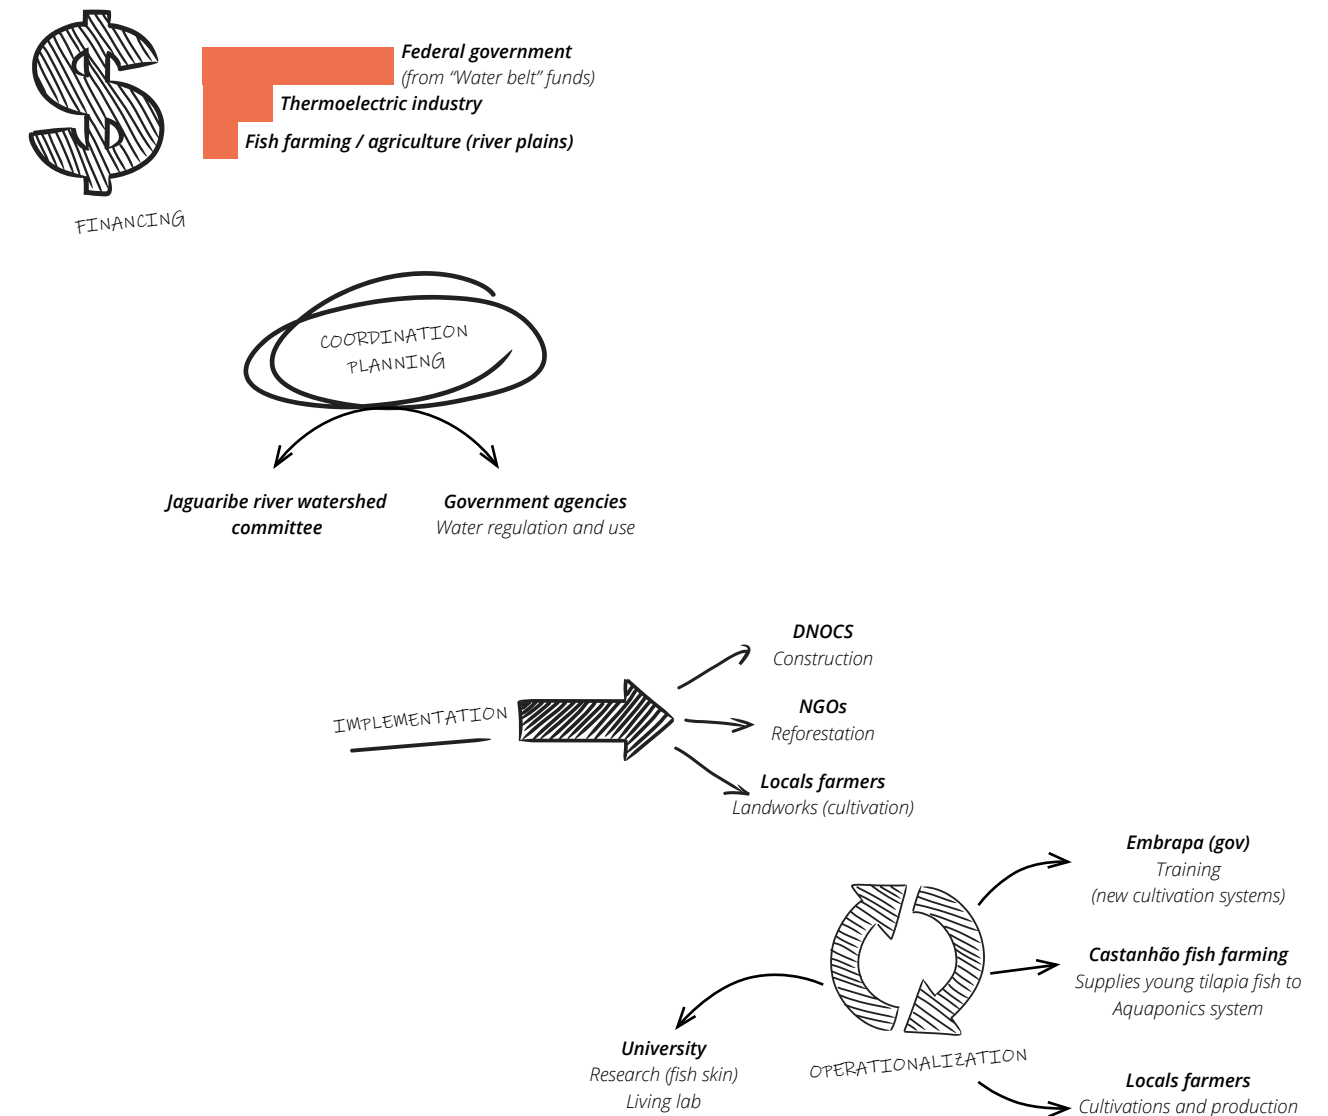 Federal government
(from “Water belt” funds)
Thermoelectric industry
Fish farming / agriculture (river plains)
FINANCING
COORDINATION
PLANNING
Jaguaribe river watershed
committee
Government agencies
Water regulation and use
DNOCS
Construction
IMPLEMENTATION
NGOs
Reforestation
Locals farmers
Landworks (cultivation)
Embrapa (gov)
Training
(new cultivation systems)
Castanhão fish farming
Supplies young tilapia fish to
Aquaponics system
University
Research (fish skin)
Living lab
OPERATIONALIZATION
Locals farmers
Cultivations and production